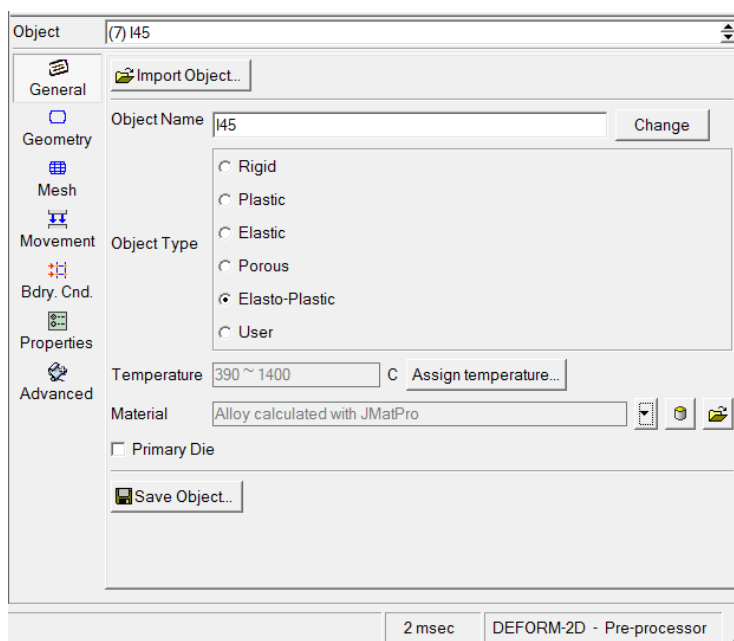 Object (7) I45
General
Import Object...
Object Name I45 Change
Geometry
Rigid
Mesh
Plastic
Movement
Object Type
Elastic
Bdry. Cnd.
Porous
Elasto-Plastic
Properties
User
Temperature 390 ~ 1400 C Assign temperature...
Advanced
Material Alloy calculated with JMatPro
Primary Die
Save Object...
2 msec DEFORM-2D - Pre-processor